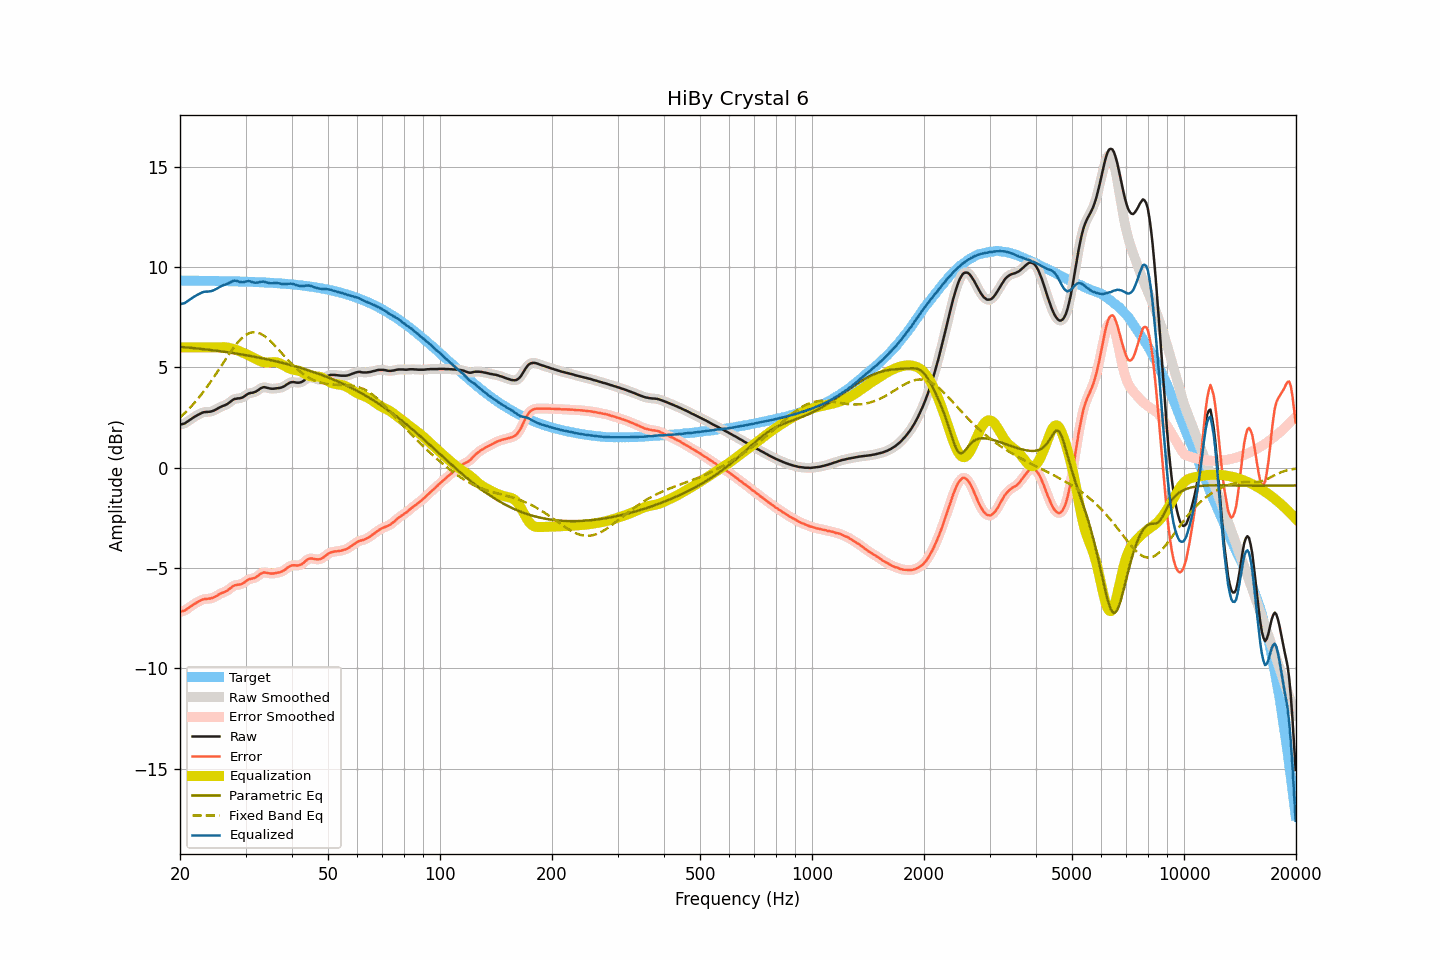 HiBy Crystal 6
Amplitude (dBr)
15
10
5
0
−5
−10
−15
Target
Raw Smoothed
Error Smoothed
Raw
Error
Equalization
Parametric Eq
Fixed Band Eq
Equalized
20 50 100 200 500 1000 2000 5000 10000 20000
Frequency (Hz)